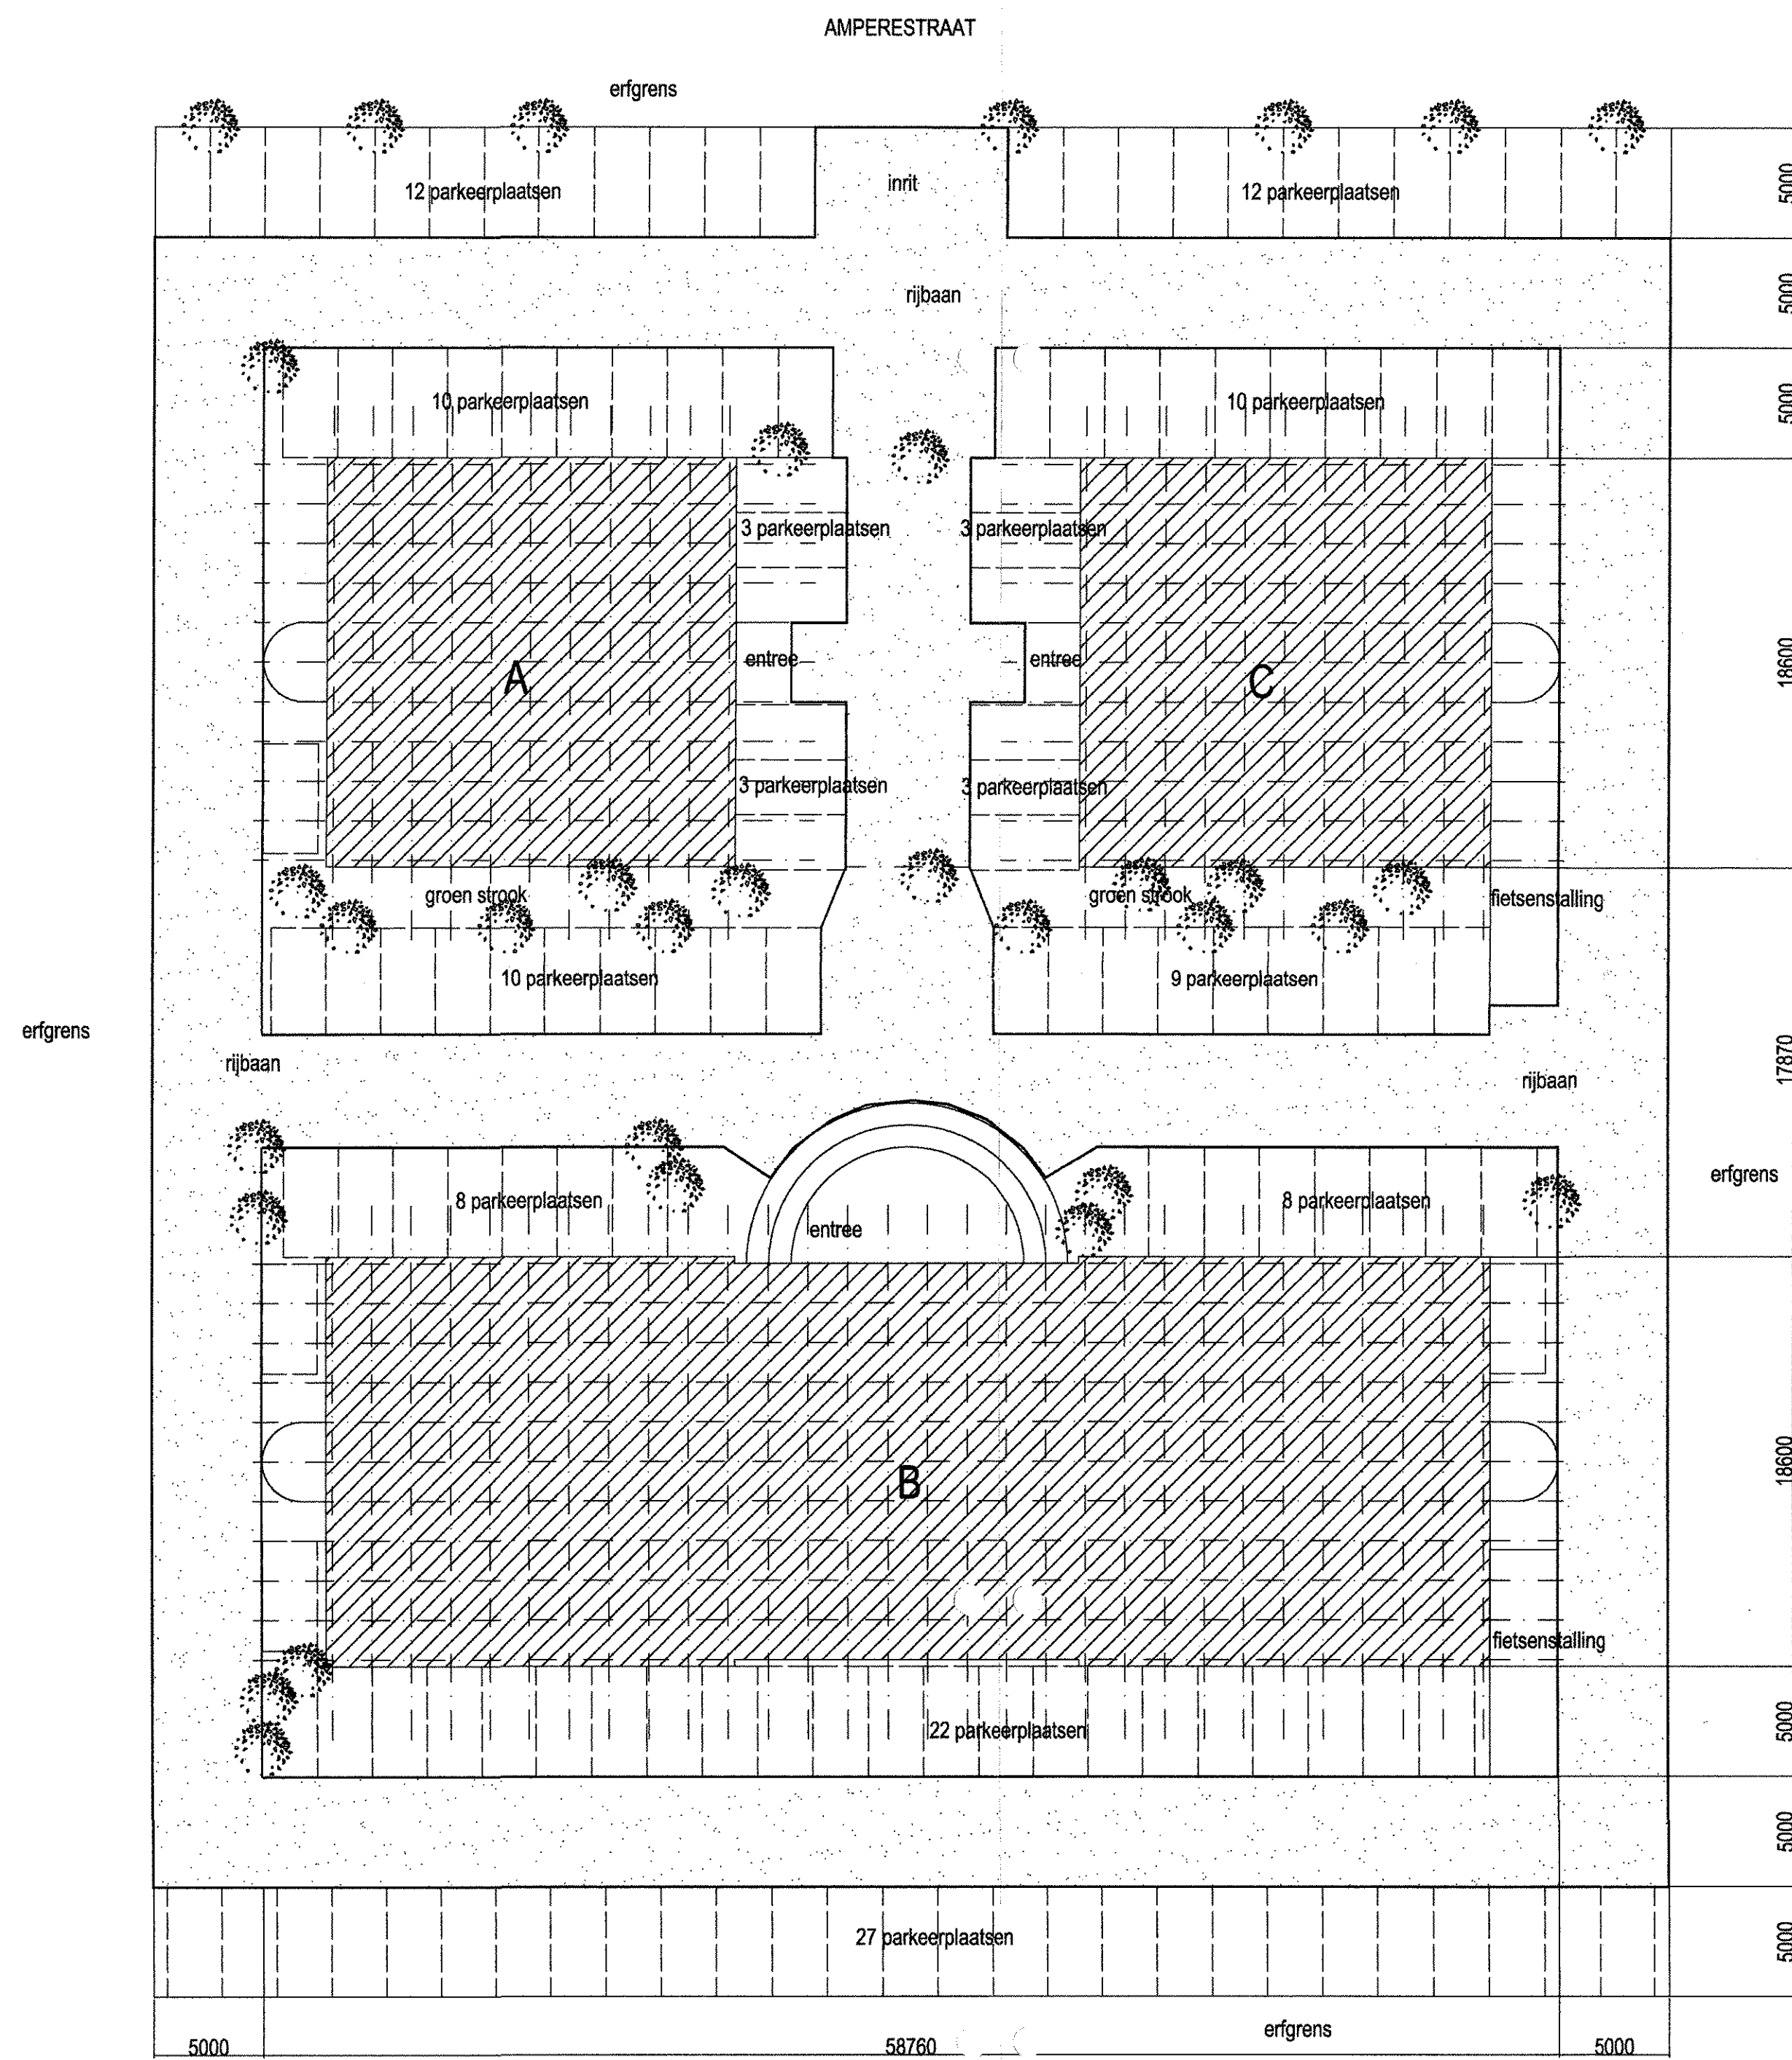 AMPERESTRAAT
erfgrens
12 parkeerplaatsen
inrit
12 parkeerplaatsen
5000
rijbaan
5000
10 parkeerplaatsen
10 parkeerplaatsen
5000
3 parkeerplaatsen
3 parkeerplaatsen
entree
entree
A
C
18600
3 parkeerplaatsen
3 parkeerplaatsen
groen strook
groen strook
fietsenstalling
10 parkeerplaatsen
9 parkeerplaatsen
erfgrens
rijbaan
rijbaan
17870
erfgrens
8 parkeerplaatsen
8 parkeerplaatsen
entree
B
18600
fietsenstalling
22 parkeerplaatsen
5000
5000
27 parkeerplaatsen
5000
erfgrens
5000
58760
5000